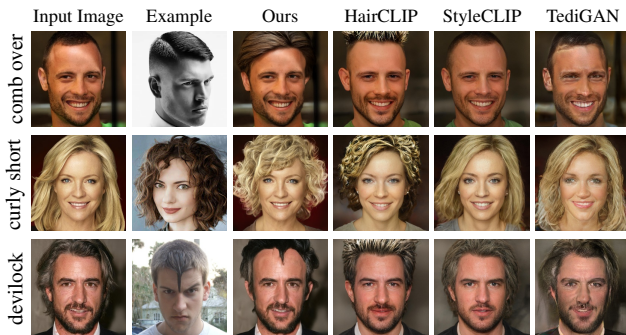 Input Image Example Ours HairCLIP StyleCLIP TediGAN
comb over
curly short
devilock